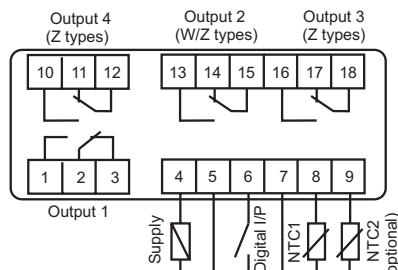 Output 4
(Z types)
Output 2
(W/Z types)
Output 3
(Z types)
10 11 12
13 14 15 16 17 18
1 2 3
4 5 6 7 8 9
Output 1
Supply
Digital I/P
NTC1
NTC2
optional)